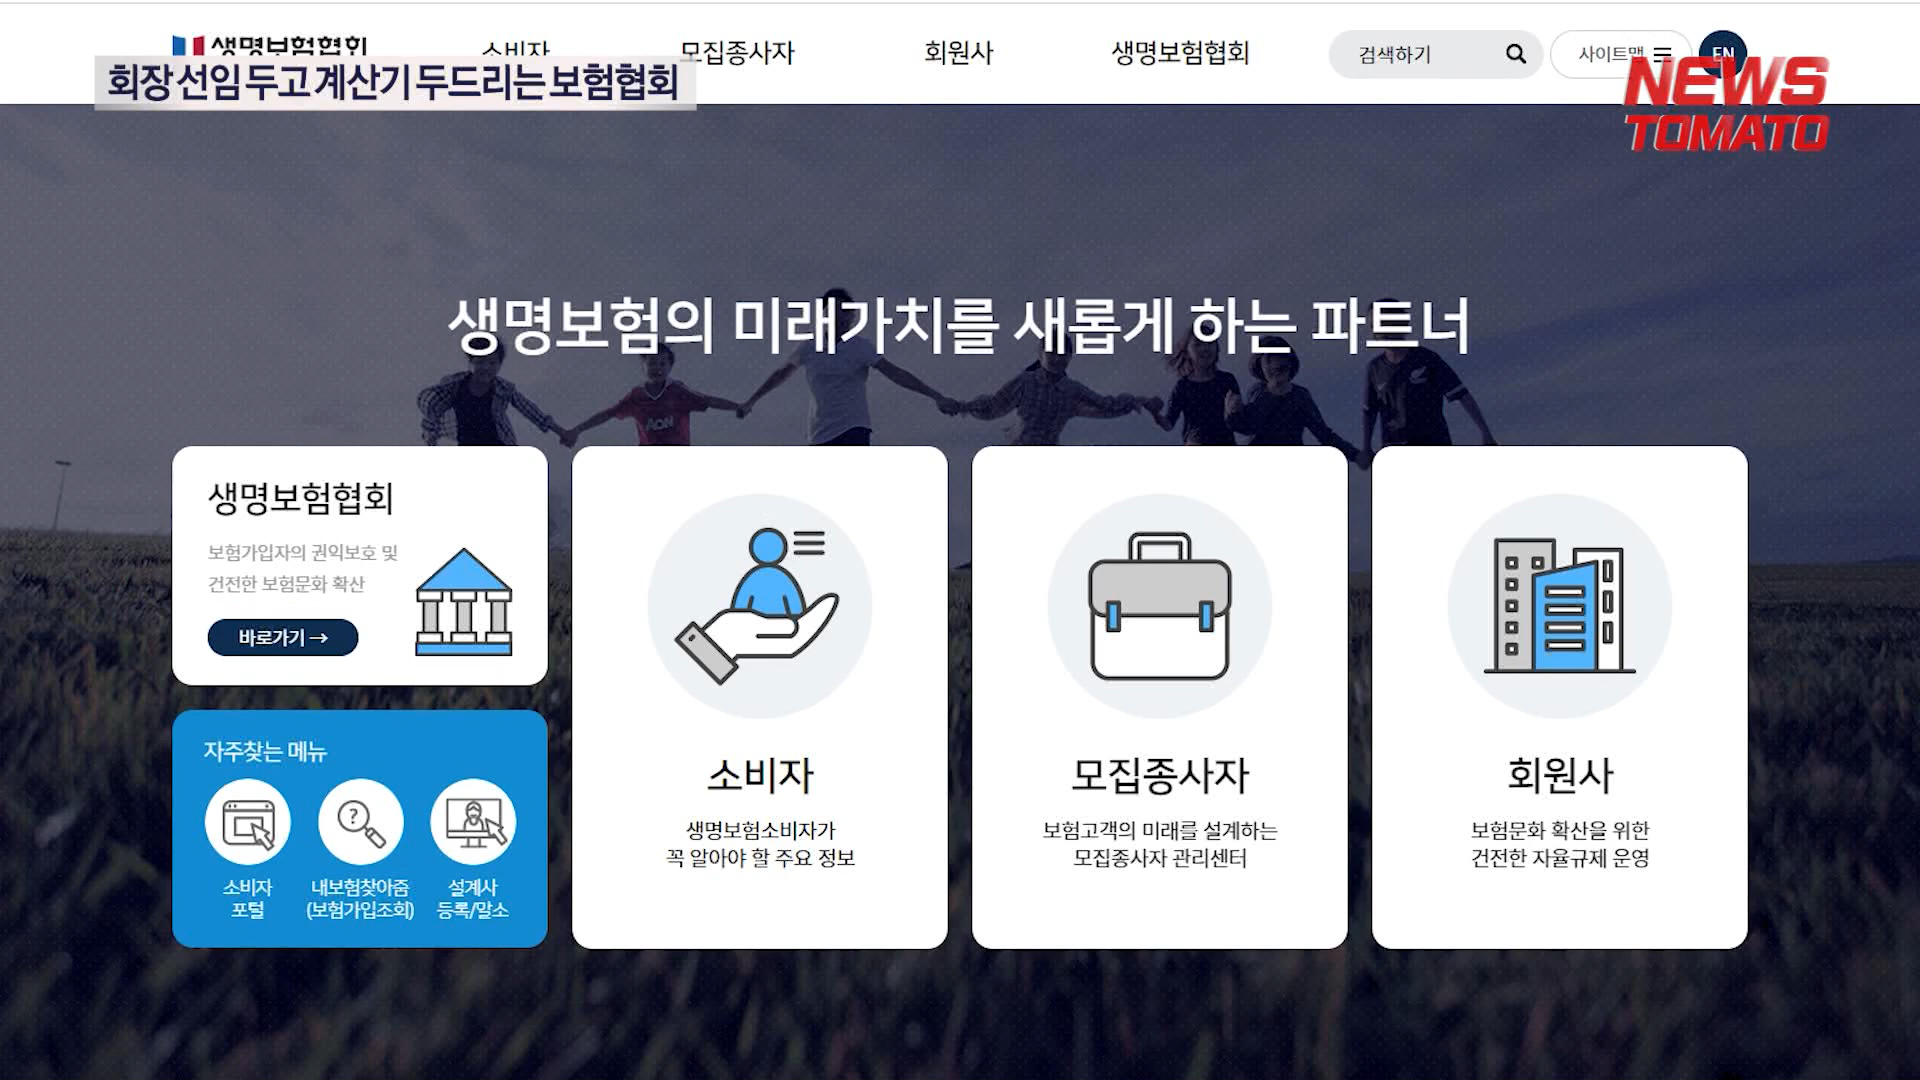 생명보험협회
소비자
모집종사자
회원사
생명보험협회
검색하기
사이트맵
EN
회장 선임 두고 계산기 두드리는 보험협회
NEWS
TOMATO
생명보험의 미래가치를 새롭게 하는 파트너
AON
생명보험협회
보험가입자의 권익보호 및
건전한 보험문화 확산
바로가기 →
자주찾는 메뉴
소비자
포털
내보험찾아줌
(보험가입조회)
설계사
등록/말소
소비자
생명보험소비자가
꼭 알아야 할 주요 정보
모집종사자
보험고객의 미래를 설계하는
모집종사자 관리센터
회원사
보험문화 확산을 위한
건전한 자율규제 운영